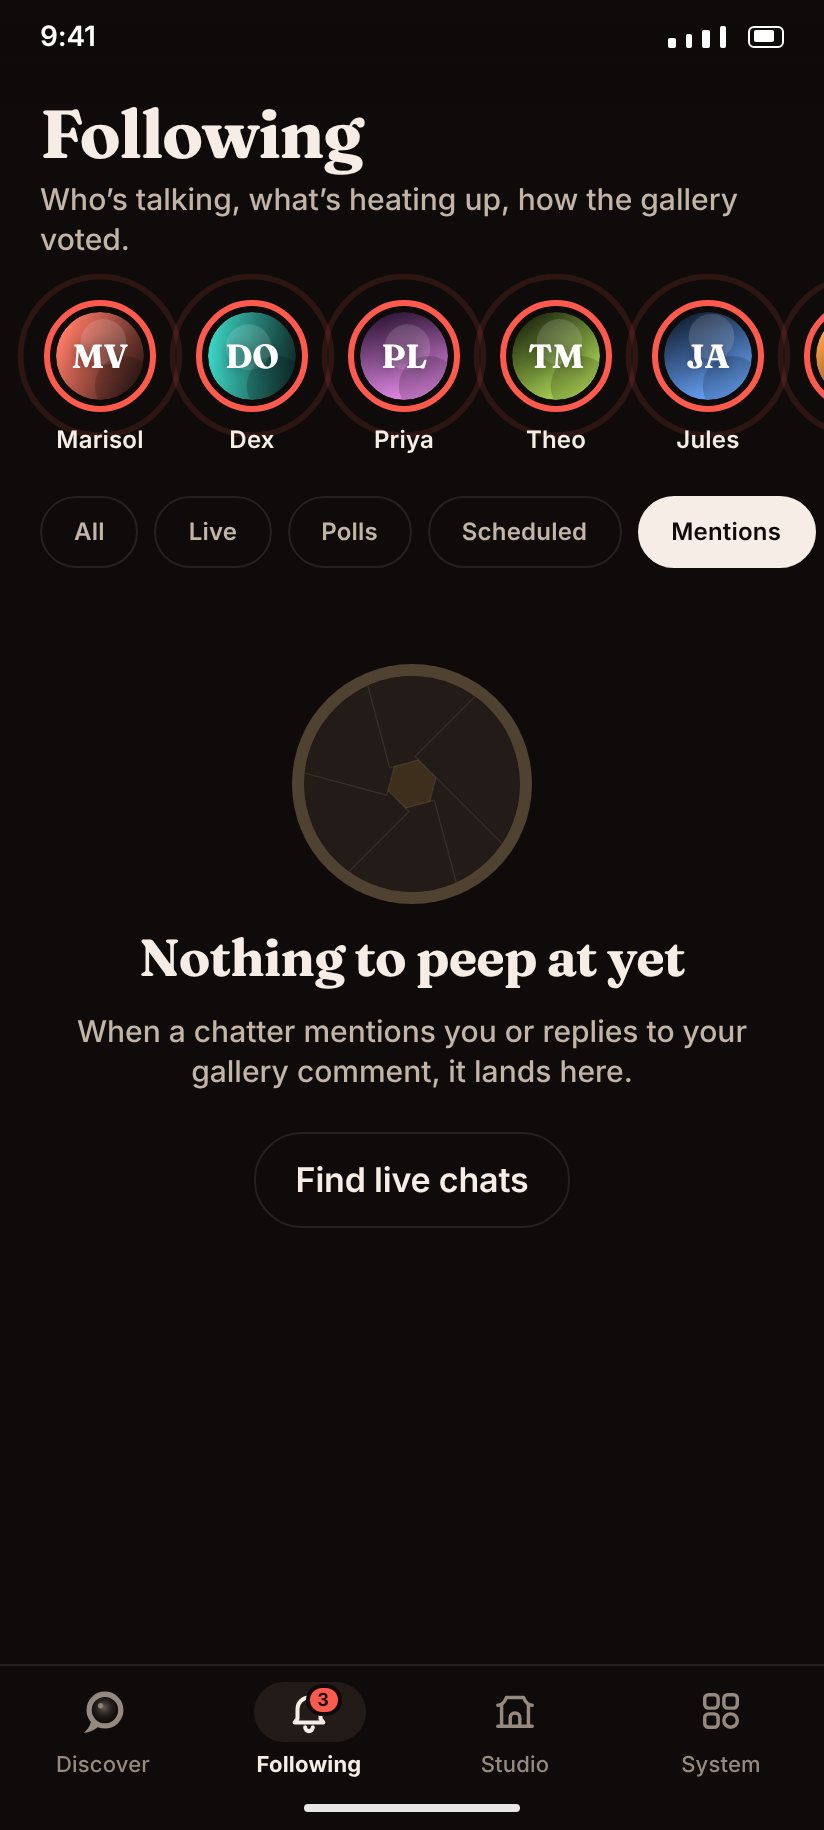 9:41
Following
Who’s talking, what’s heating up, how the gallery
voted.
MV DO PL TM JA
Marisol Dex Priya Theo Jules
All Live Polls Scheduled Mentions
Nothing to peep at yet
When a chatter mentions you or replies to your
gallery comment, it lands here.
Find live chats
3
Discover Following Studio System